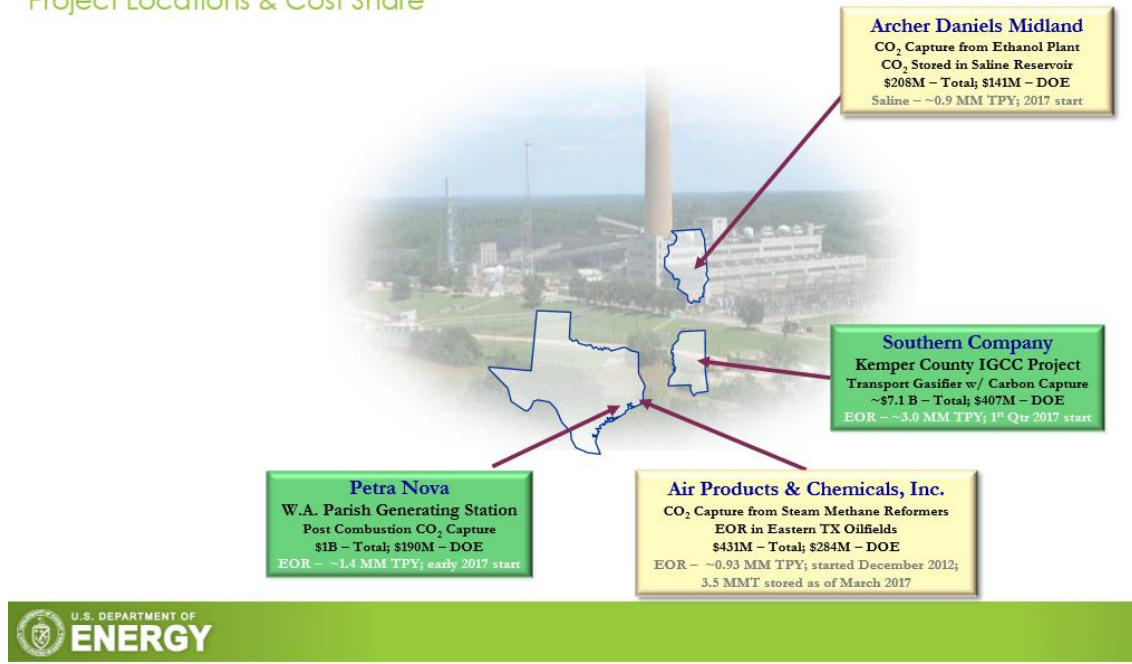 Project Locations & Cost Share
Archer Daniels Midland
CO₂ Capture from Ethanol Plant
CO₂ Stored in Saline Reservoir
$208M – Total; $141M – DOE
Saline – ~0.9 MM TPY; 2017 start
Southern Company
Kemper County IGCC Project
Transport Gasifier w/ Carbon Capture
~$7.1 B – Total; $407M – DOE
EOR – ~3.0 MM TPY; 1st Qtr 2017 start
Petra Nova
W.A. Parish Generating Station
Post Combustion CO₂ Capture
$1B – Total; $190M – DOE
EOR – ~1.4 MM TPY; early 2017 start
Air Products & Chemicals, Inc.
CO₂ Capture from Steam Methane Reformers
EOR in Eastern TX Oilfields
$431M – Total; $284M – DOE
EOR – ~0.93 MM TPY; started December 2012;
3.5 MMT stored as of March 2017
U.S. DEPARTMENT OF
ENERGY